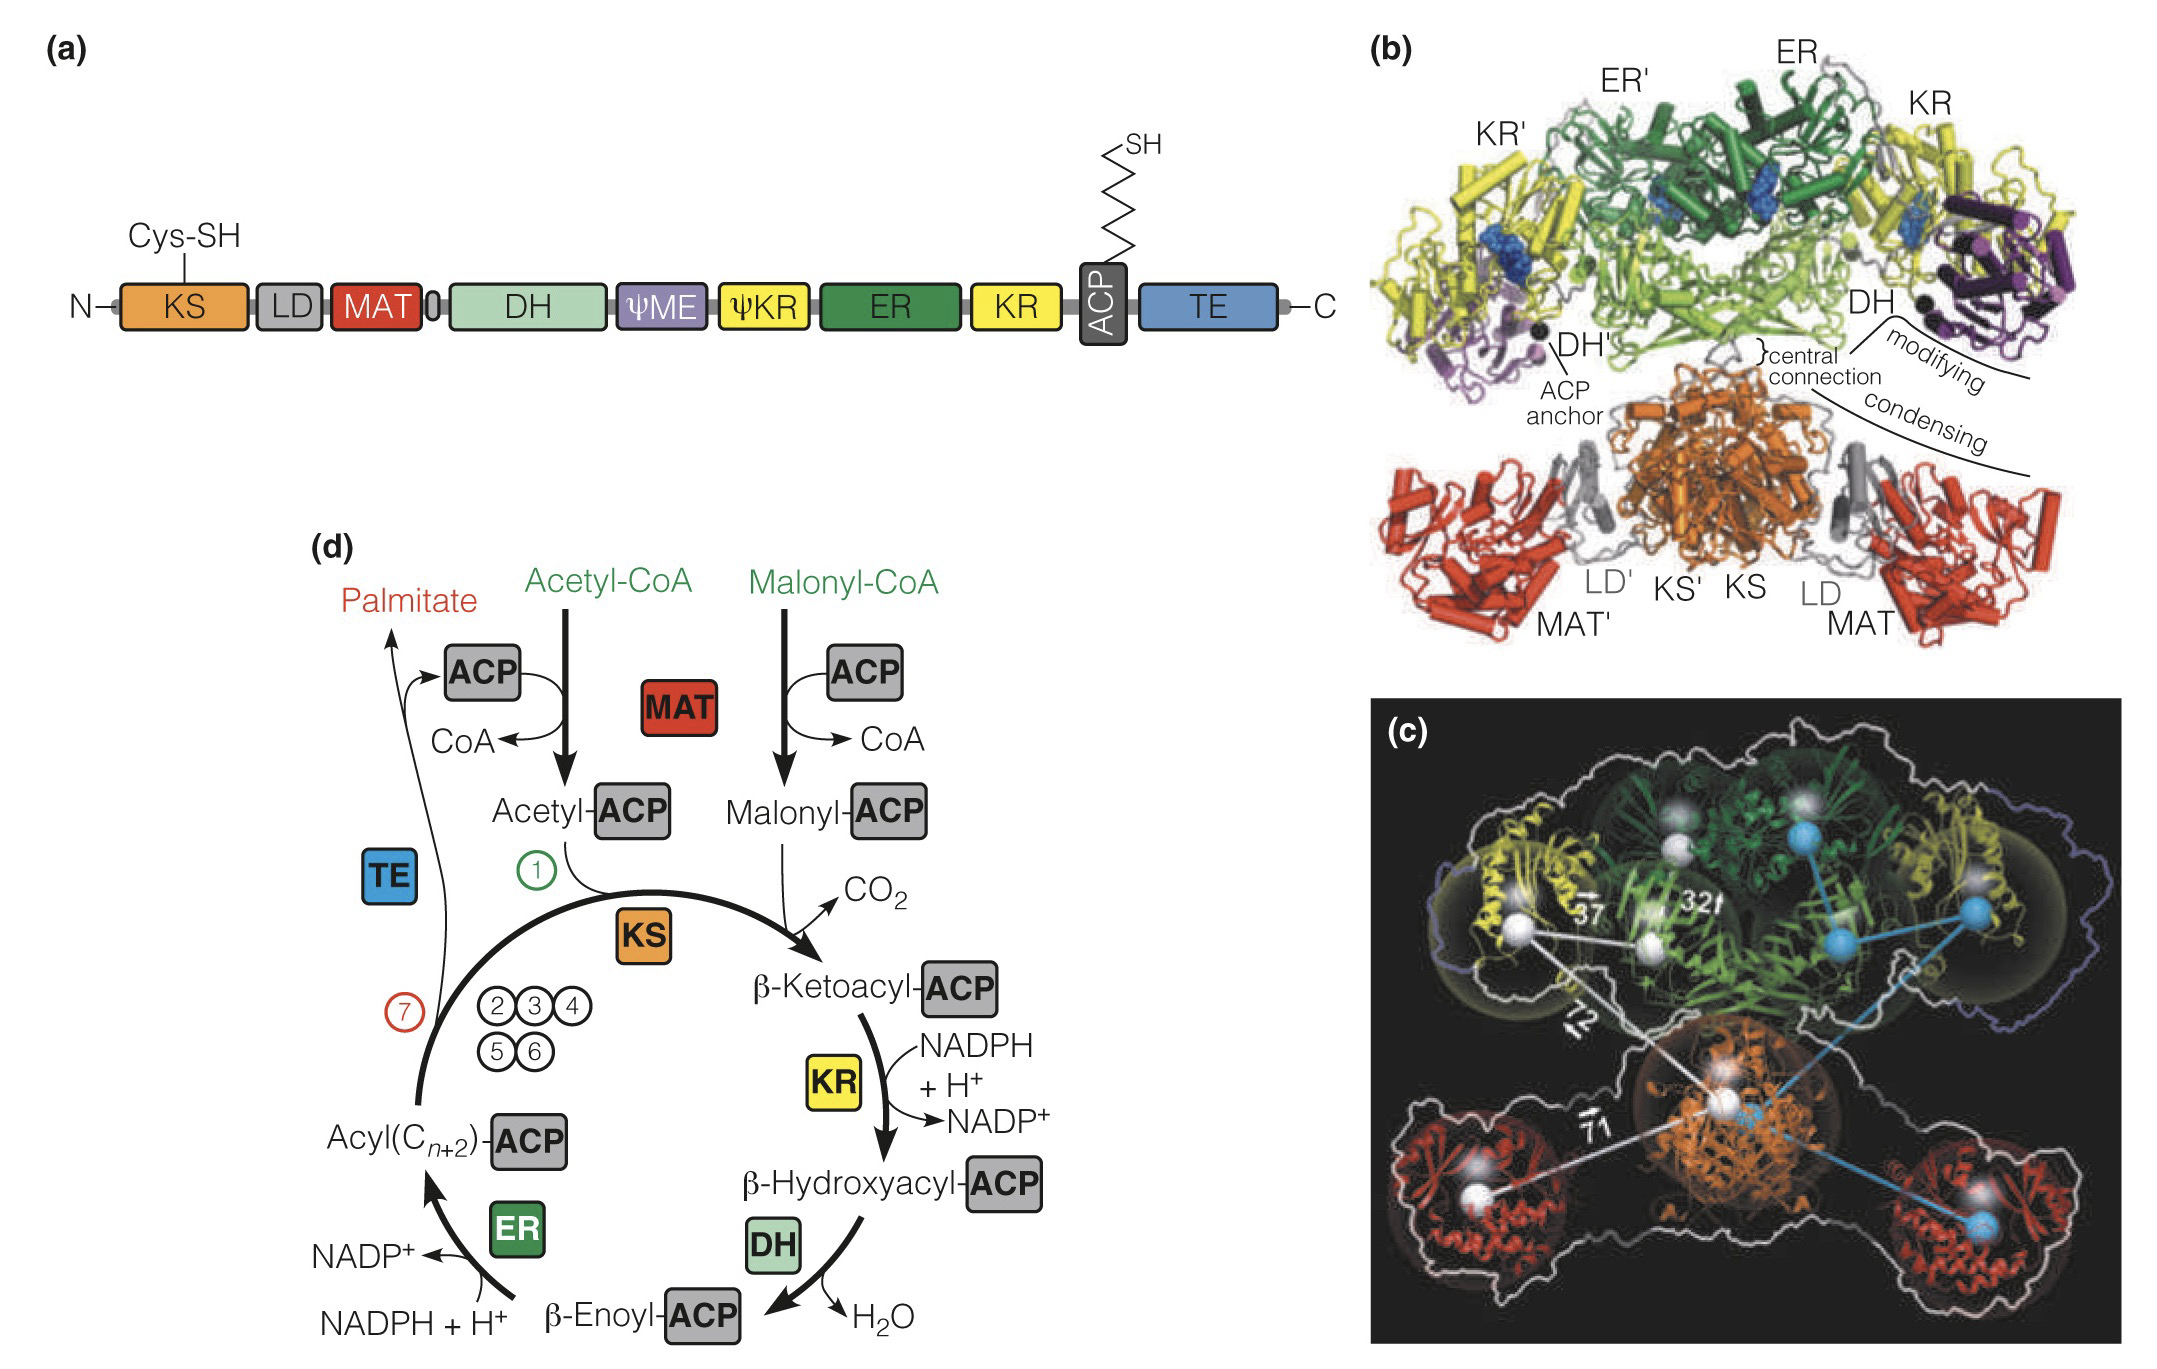 (a)
SH
Cys-SH
N
KS
LD
MAT
DH
ψME
ψKR
ER
KR
ACP
TE
C
(b)
ER
ER'
KR
KR'
DH
DH'
ACP
anchor
central
connection
modifying
condensing
LD'
KS'
KS
LD
MAT'
MAT
(c)
37
32
72
71
(d)
Palmitate
Acetyl-CoA
Malonyl-CoA
ACP
ACP
MAT
CoA
CoA
Acetyl-ACP
Malonyl-ACP
TE
1
CO2
KS
7
2 3 4
5 6
β-Ketoacyl-ACP
NADPH
+ H+
KR
NADP+
Acyl(Cn+2)-ACP
β-Hydroxyacyl-ACP
ER
DH
NADP+
NADPH + H+
β-Enoyl-ACP
H2O